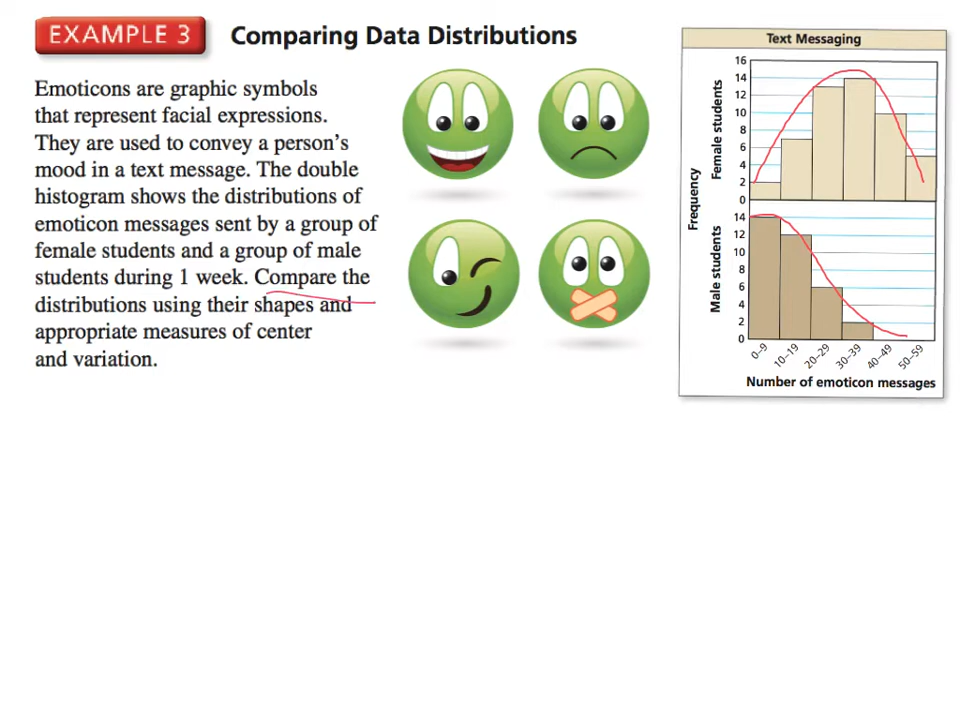 EXAMPLE 3 Comparing Data Distributions
Emoticons are graphic symbols
that represent facial expressions.
They are used to convey a person's
mood in a text message. The double
histogram shows the distributions of
emoticon messages sent by a group of
female students and a group of male
students during 1 week. Compare the
distributions using their shapes and
appropriate measures of center
and variation.
Text Messaging
Frequency
Female students
16
14
12
10
8
6
4
2
0
Male students
14
12
10
8
6
4
2
0
0–9 10–19 20–29 30–39 40–49 50–59
Number of emoticon messages